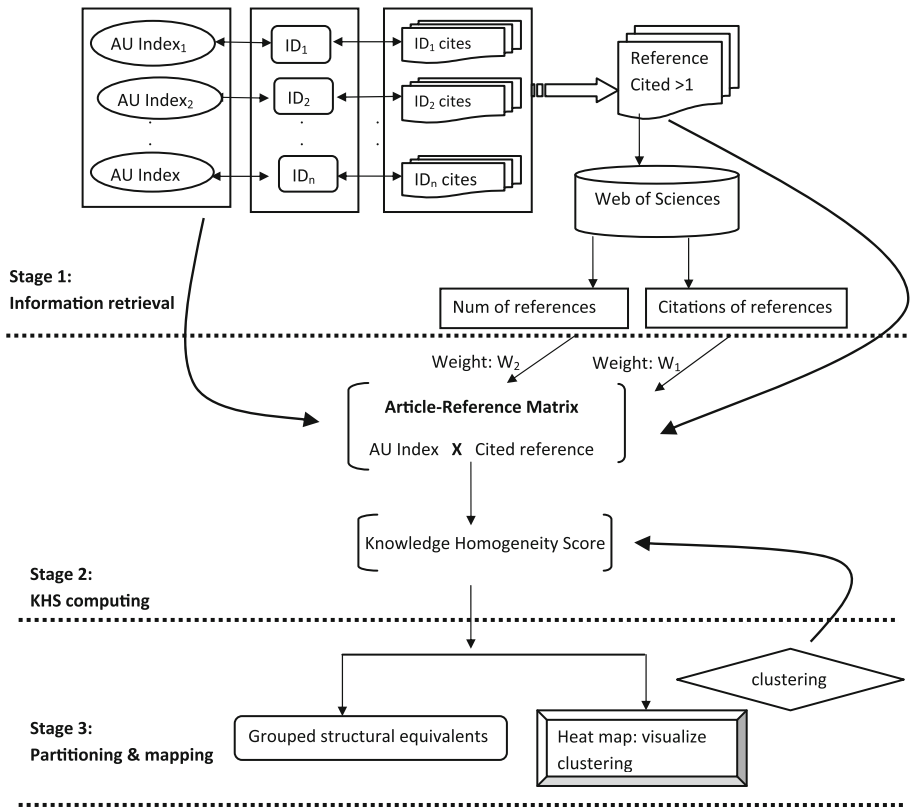 AU Index₁
ID₁
ID₁ cites
AU Index₂
ID₂
ID₂ cites
AU Index
IDₙ
IDₙ cites
Reference
Cited >1
Web of Sciences
Stage 1:
Information retrieval
Num of references
Citations of references
Weight: W₂
Weight: W₁
Article-Reference Matrix
AU Index X Cited reference
Knowledge Homogeneity Score
Stage 2:
KHS computing
clustering
Stage 3:
Partitioning & mapping
Grouped structural equivalents
Heat map: visualize
clustering